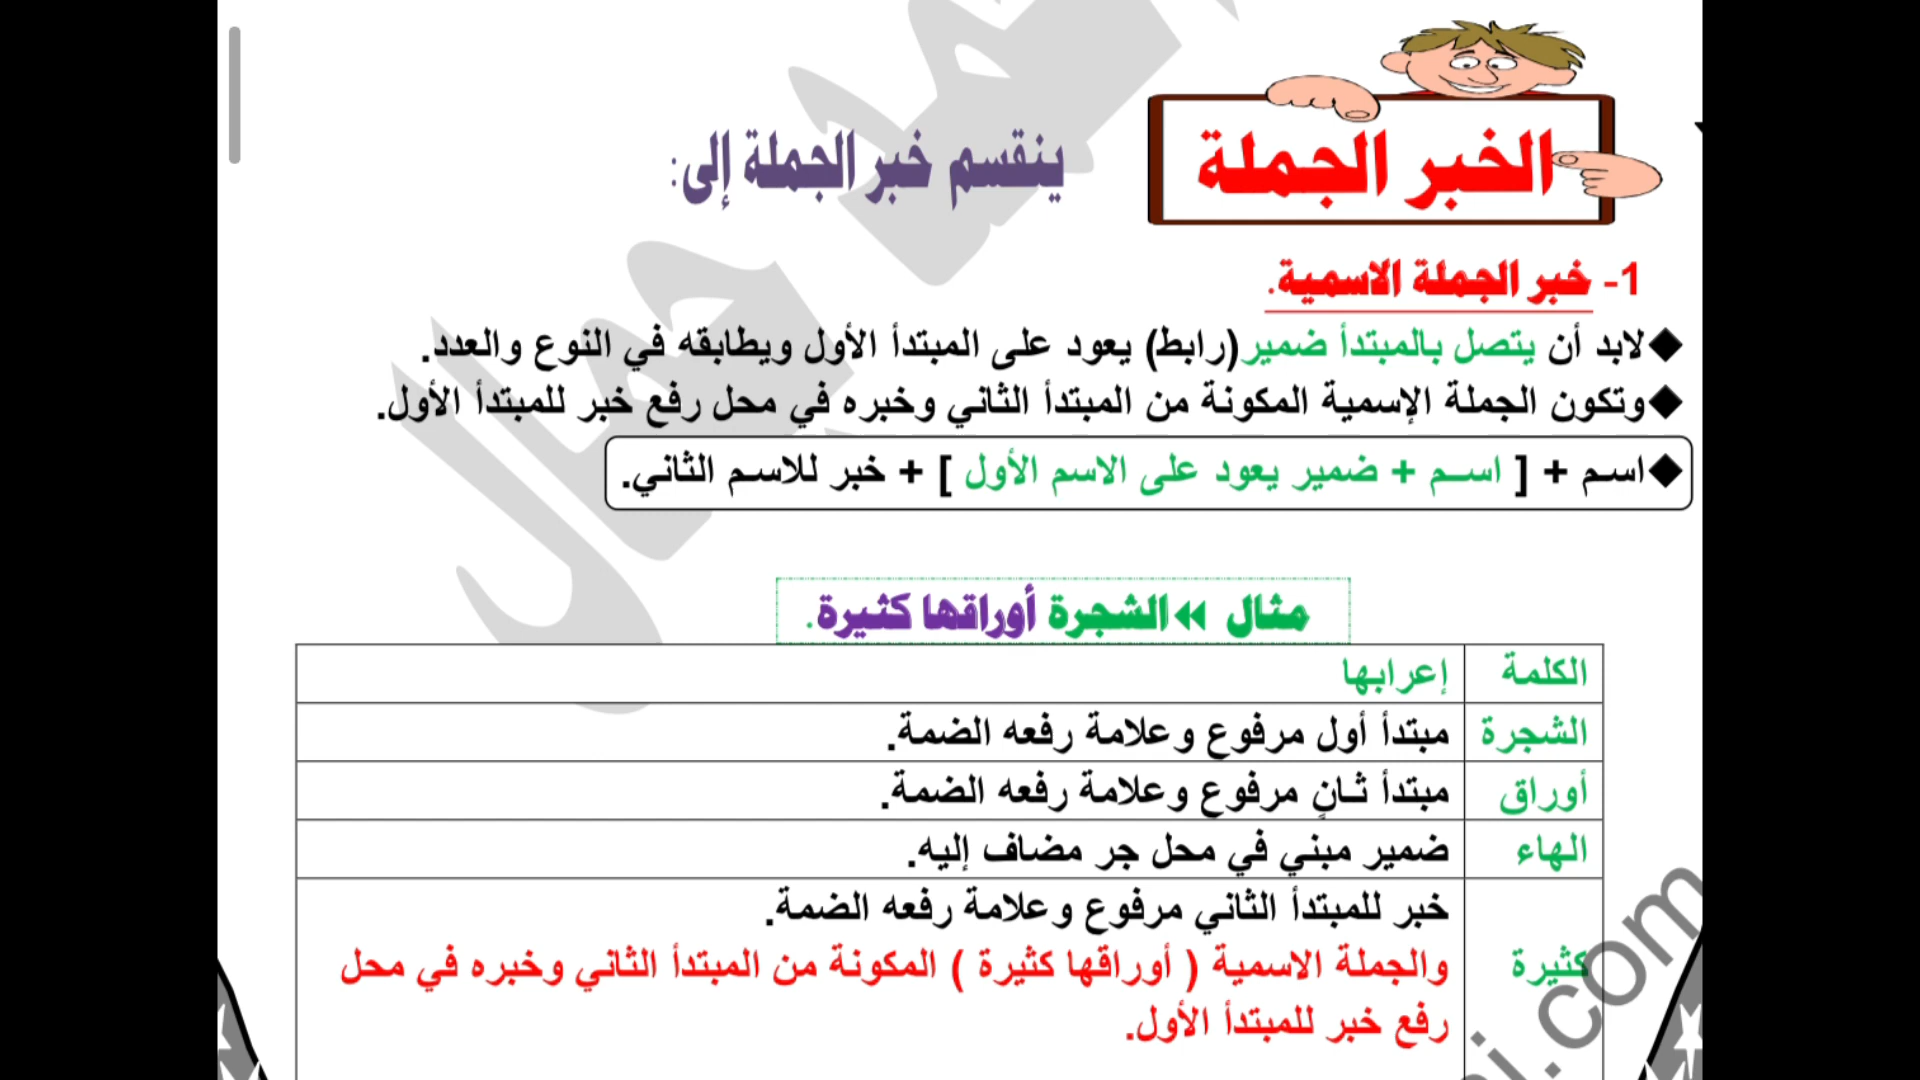 الخبر الجملة
ينقسم خبر الجملة إلى:
1- خبر الجملة الاسمية.
◆لابد أن يتصل بالمبتدأ ضمير(رابط) يعود على المبتدأ الأول ويطابقه في النوع والعدد.
◆وتكون الجملة الإسمية المكونة من المبتدأ الثاني وخبره في محل رفع خبر للمبتدأ الأول.
◆اسم + [ اسم + ضمير يعود على الاسم الأول ] + خبر للاسم الثاني.
مثال ◄◄الشجرة أوراقها كثيرة.
الكلمة إعرابها
الشجرة مبتدأ أول مرفوع وعلامة رفعه الضمة.
أوراق مبتدأ ثانٍ مرفوع وعلامة رفعه الضمة.
الهاء ضمير مبني في محل جر مضاف إليه.
خبر للمبتدأ الثاني مرفوع وعلامة رفعه الضمة.
كثيرة والجملة الاسمية ( أوراقها كثيرة ) المكونة من المبتدأ الثاني وخبره في محل
رفع خبر للمبتدأ الأول.